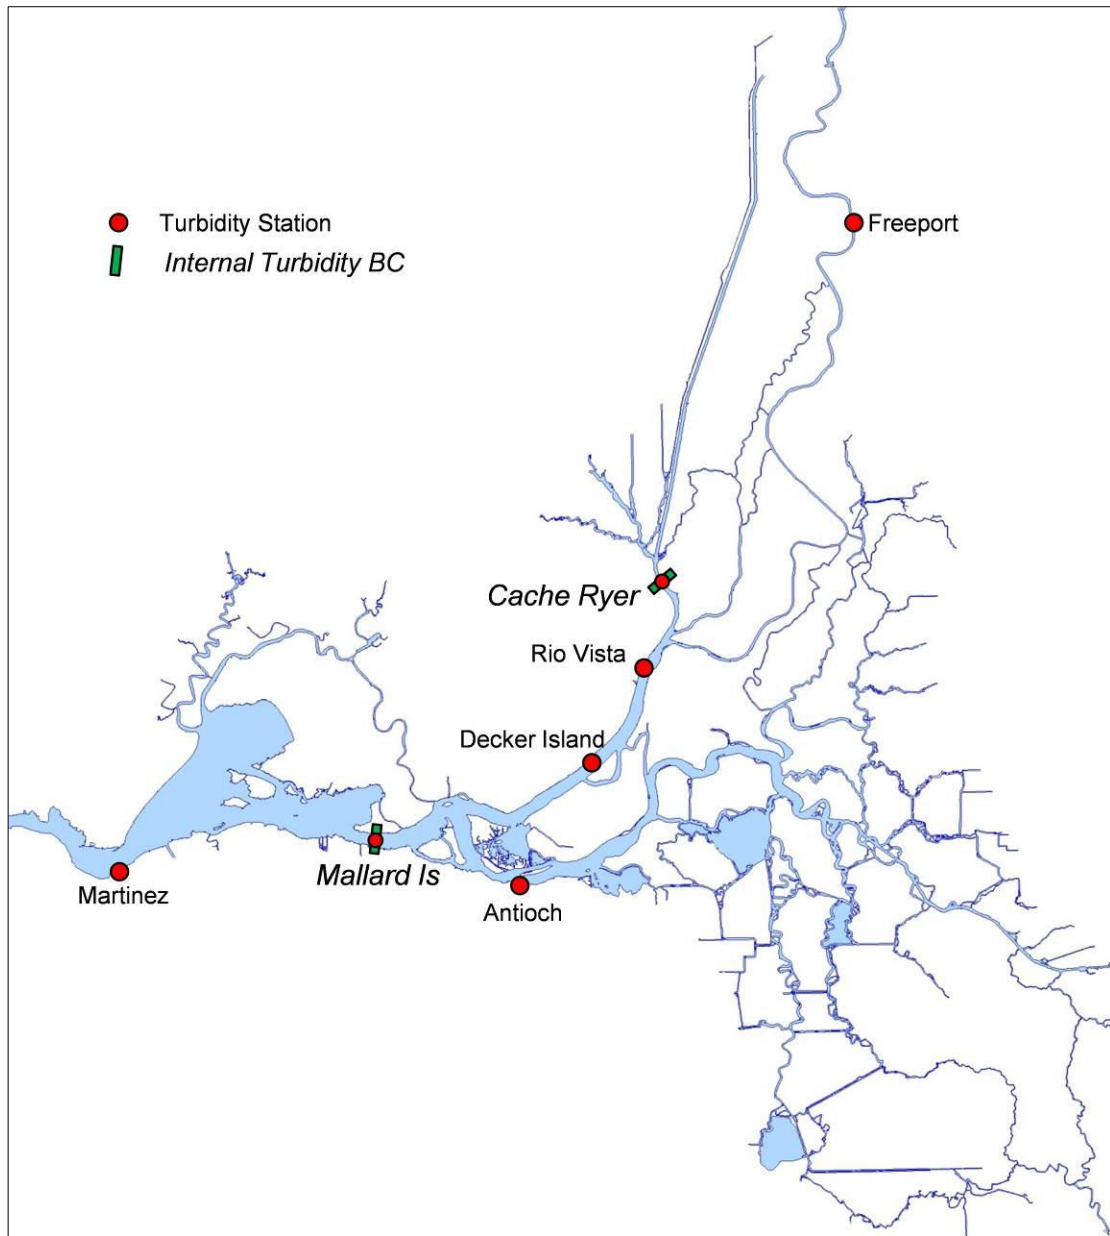 Turbidity Station
Internal Turbidity BC
Freeport
Cache Ryer
Rio Vista
Decker Island
Mallard Is
Martinez
Antioch